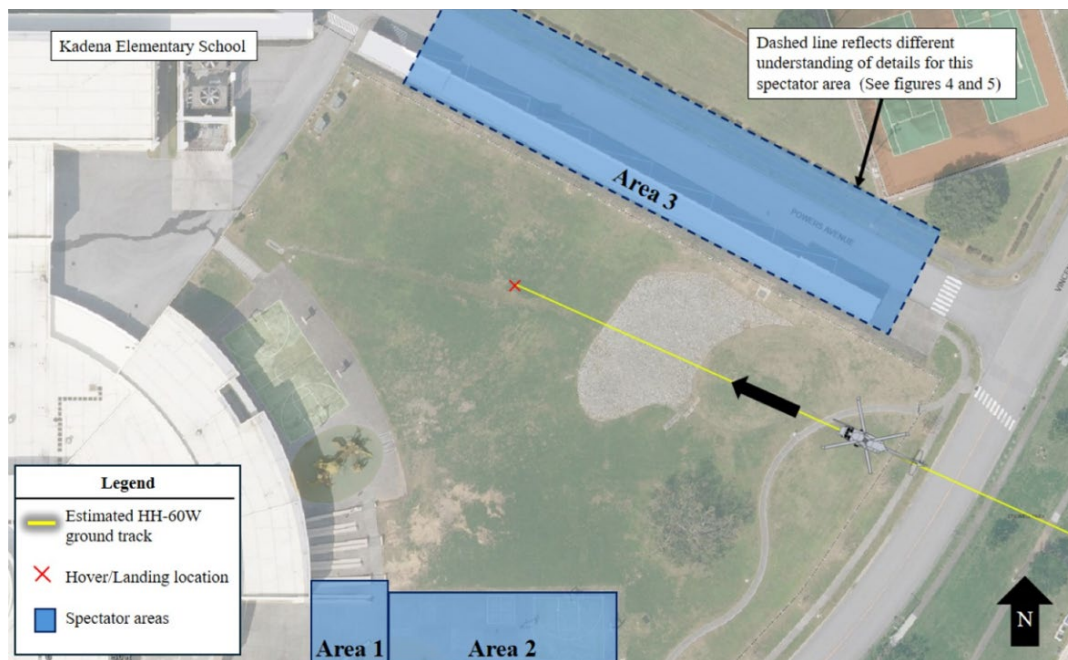 Kadena Elementary School
Dashed line reflects different
understanding of details for this
spectator area (See figures 4 and 5)
Area 3
POWERS AVENUE
Legend
Estimated HH-60W
ground track
Hover/Landing location
Spectator areas
Area 1
Area 2
N